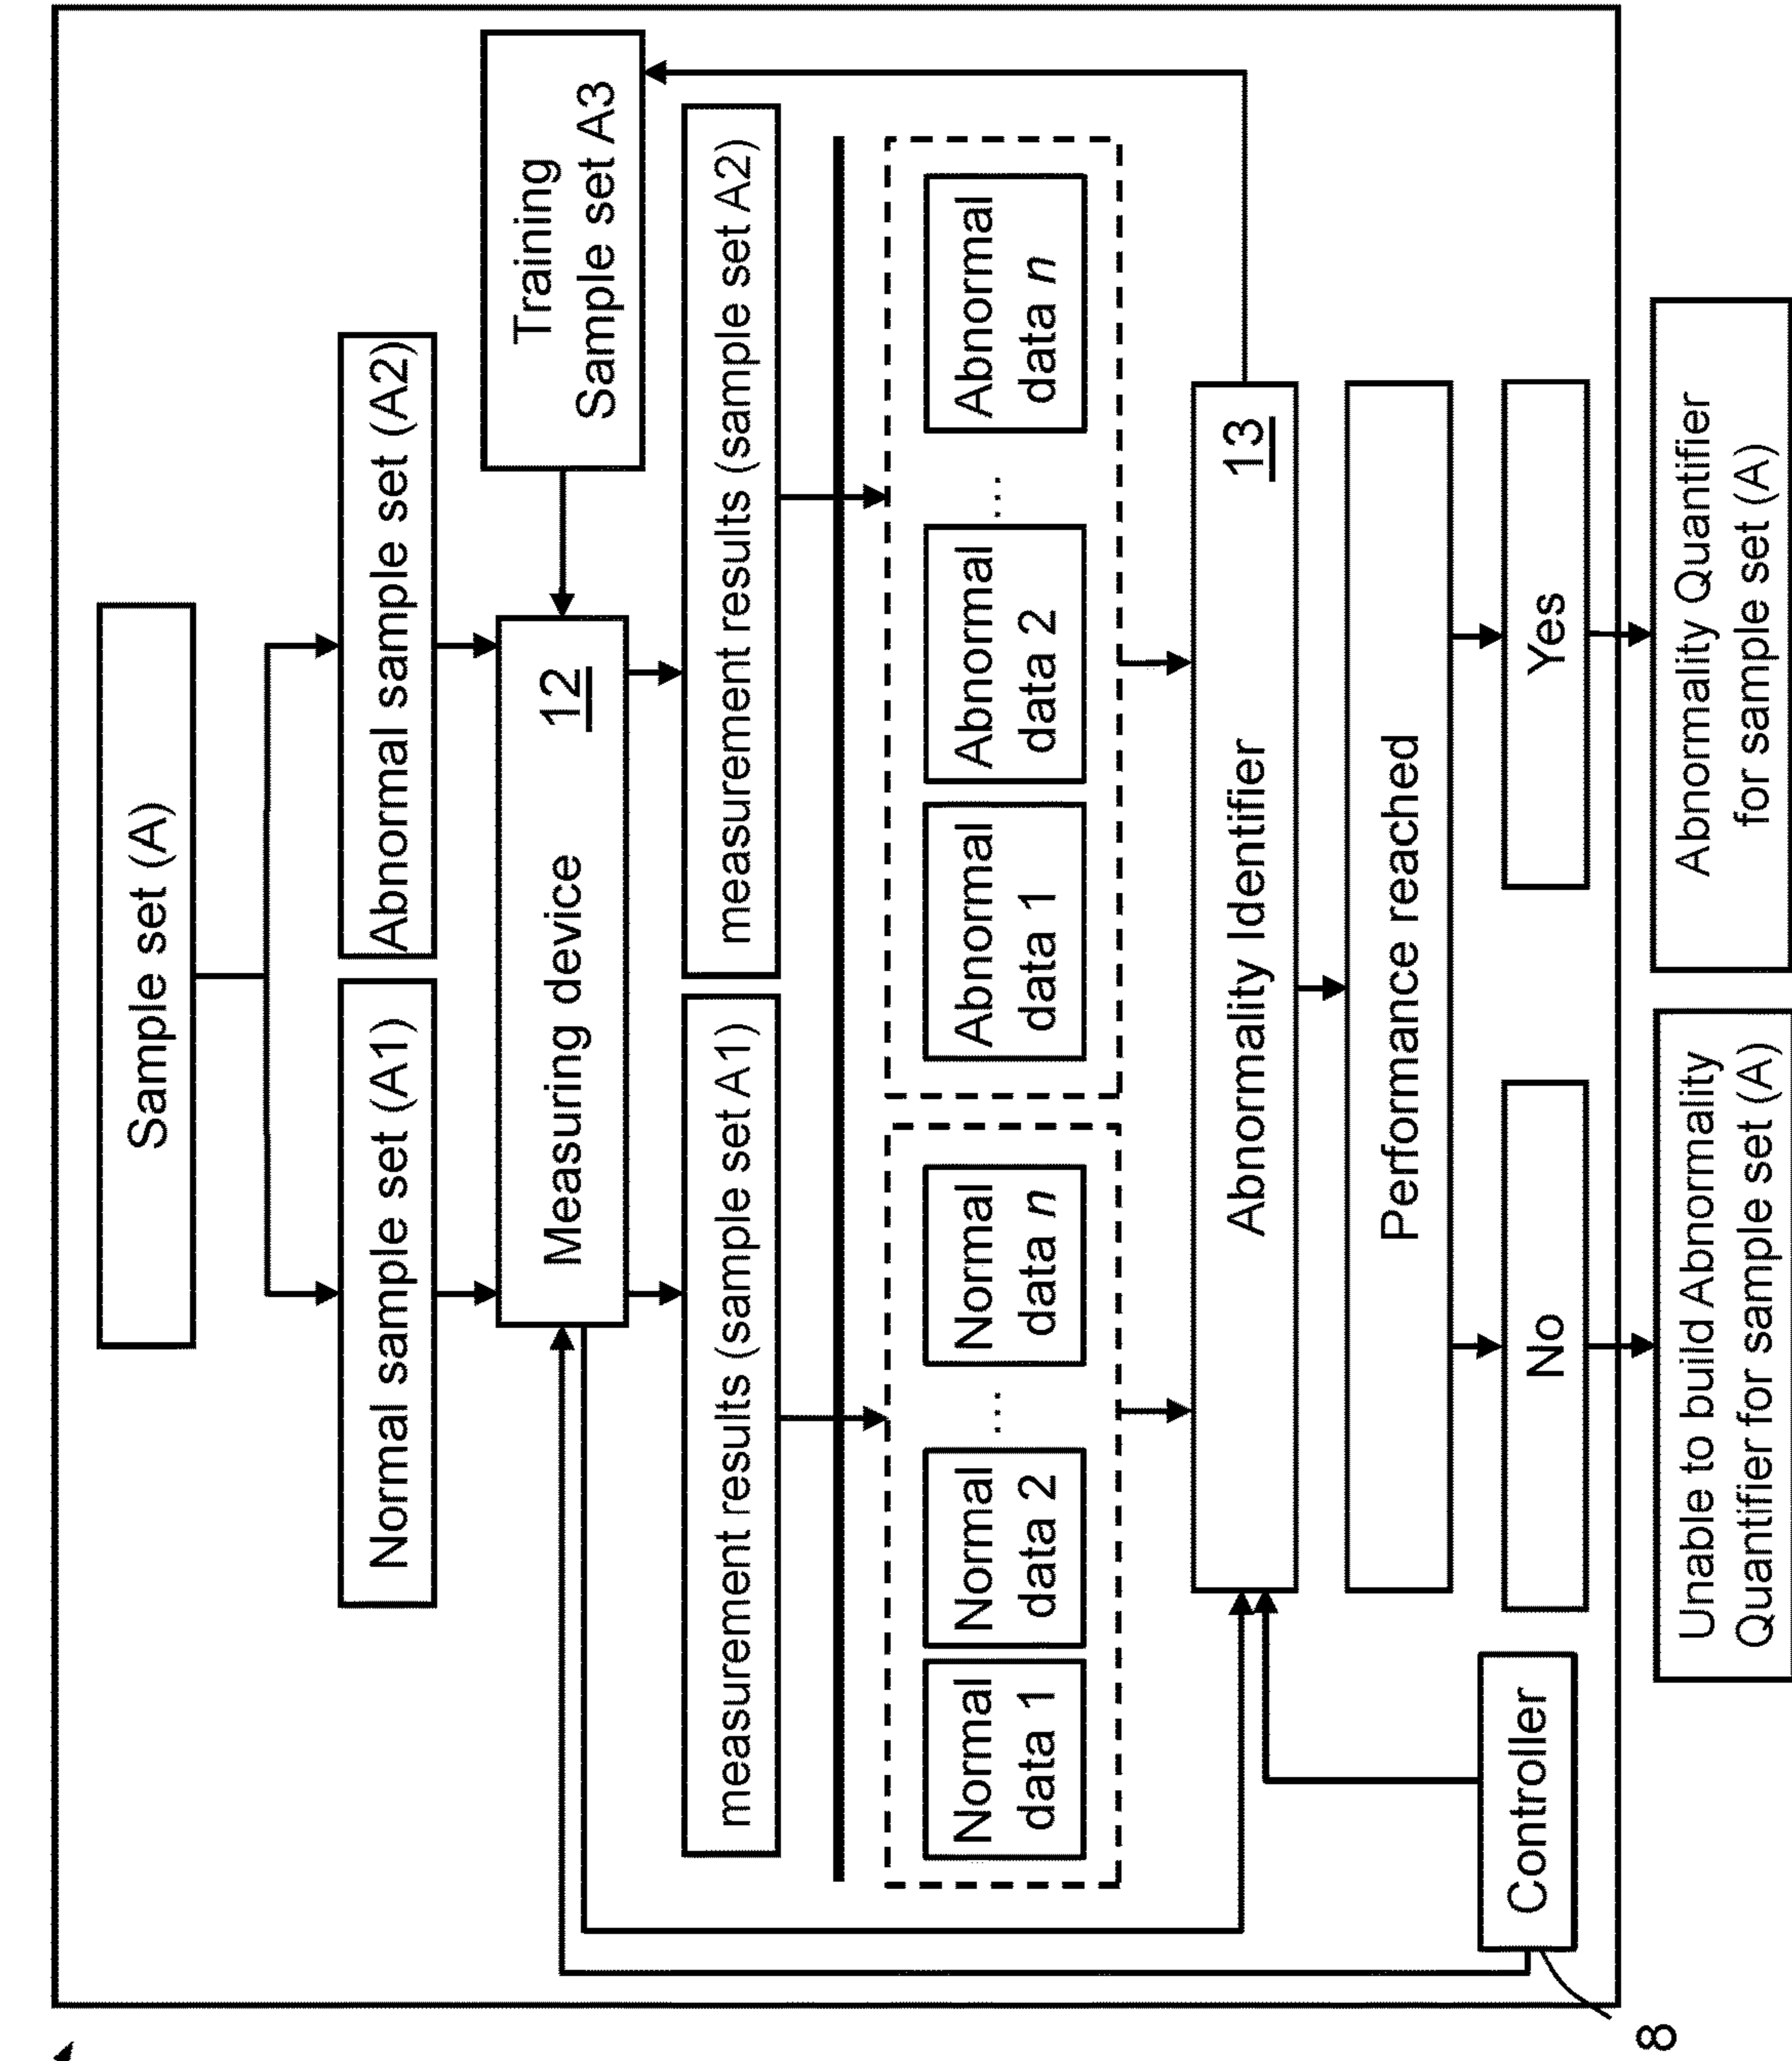 Sample set (A)
Normal sample set (A1)
Abnormal sample set (A2)
Training
Sample set A3
Measuring device
12
measurement results (sample set A1)
measurement results (sample set A2)
Normal
data 1
Normal
data 2
...
Normal
data n
Abnormal
data 1
Abnormal
data 2
...
Abnormal
data n
Abnormality Identifier
13
Performance reached
Controller
No
Yes
8
Unable to build Abnormality
Quantifier for sample set (A)
Abnormality Quantifier
for sample set (A)